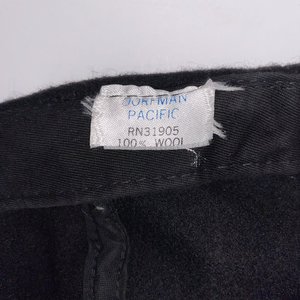 DORFMAN
PACIFIC
RN31905
100% WOOL